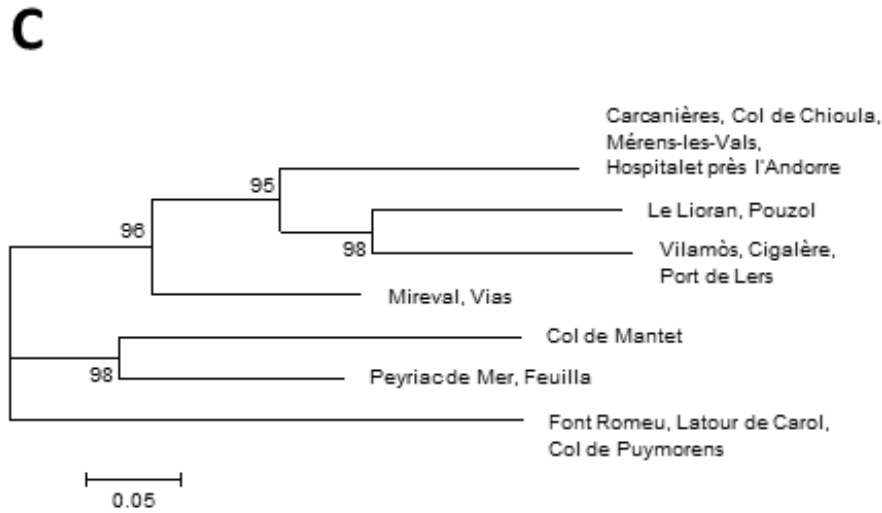 C
Carcanières, Col de Chioula,
Mérens-les-Vals,
Hospitalet près l'Andorre
95
Le Lioran, Pouzol
96
98
Vilamòs, Cigalère,
Port de Lers
Mireval, Vias
Col de Mantet
98
Peyriac de Mer, Feuilla
Font Romeu, Latour de Carol,
Col de Puymorens
0.05